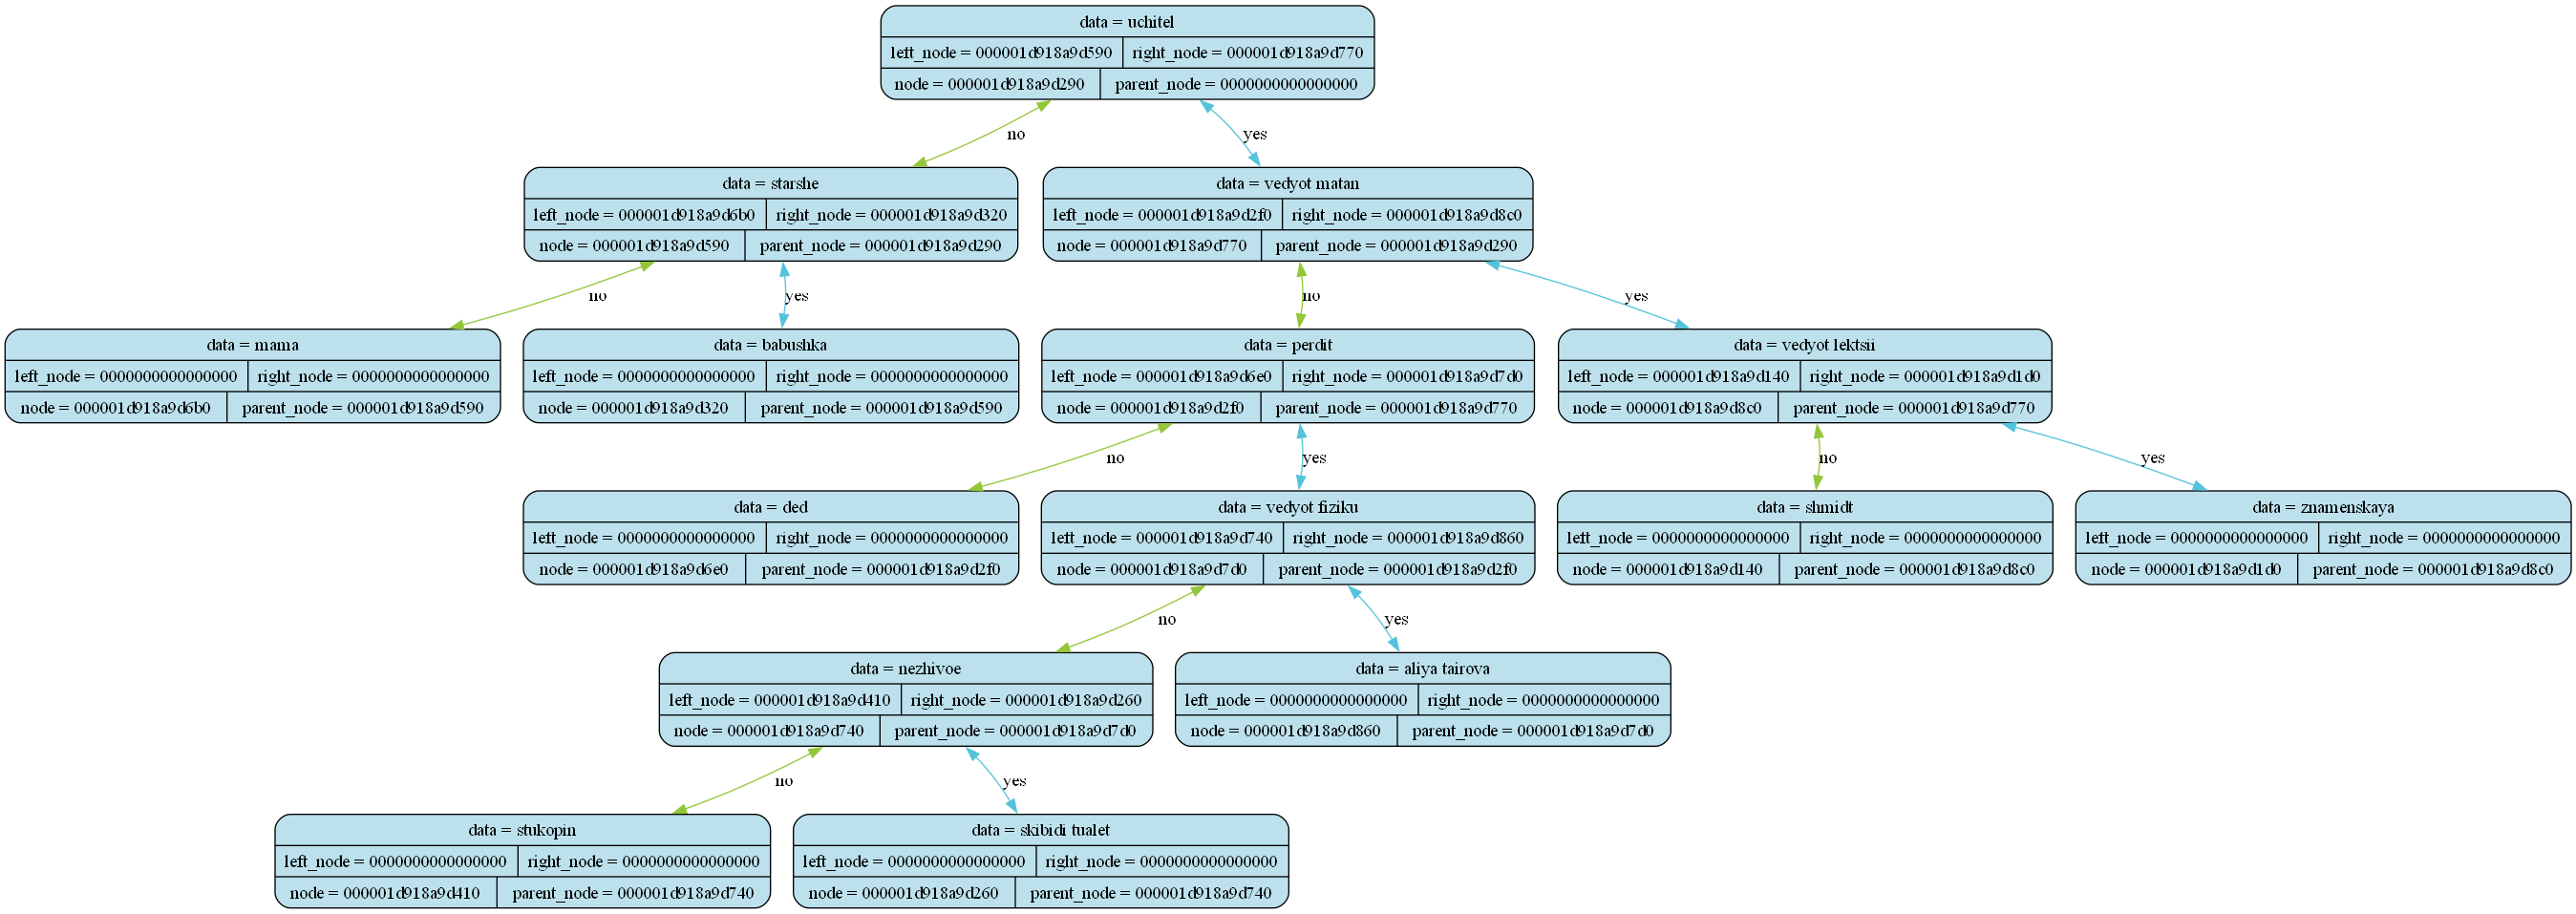 data = uchitel
left_node = 000001d918a9d590 right_node = 000001d918a9d770
node = 000001d918a9d290 parent_node = 0000000000000000
no yes
data = starshe
left_node = 000001d918a9d6b0 right_node = 000001d918a9d320
node = 000001d918a9d590 parent_node = 000001d918a9d290
data = vedyot matan
left_node = 000001d918a9d2f0 right_node = 000001d918a9d8c0
node = 000001d918a9d770 parent_node = 000001d918a9d290
no yes no yes
data = mama
left_node = 0000000000000000 right_node = 0000000000000000
node = 000001d918a9d6b0 parent_node = 000001d918a9d590
data = babushka
left_node = 0000000000000000 right_node = 0000000000000000
node = 000001d918a9d320 parent_node = 000001d918a9d590
data = perdit
left_node = 000001d918a9d6e0 right_node = 000001d918a9d7d0
node = 000001d918a9d2f0 parent_node = 000001d918a9d770
data = vedyot lektsii
left_node = 000001d918a9d140 right_node = 000001d918a9d1d0
node = 000001d918a9d8c0 parent_node = 000001d918a9d770
no yes no yes
data = ded
left_node = 0000000000000000 right_node = 0000000000000000
node = 000001d918a9d6e0 parent_node = 000001d918a9d2f0
data = vedyot fiziku
left_node = 000001d918a9d740 right_node = 000001d918a9d860
node = 000001d918a9d7d0 parent_node = 000001d918a9d2f0
data = shmidt
left_node = 0000000000000000 right_node = 0000000000000000
node = 000001d918a9d140 parent_node = 000001d918a9d8c0
data = znamenskaya
left_node = 0000000000000000 right_node = 0000000000000000
node = 000001d918a9d1d0 parent_node = 000001d918a9d8c0
no yes
data = nezhivoe
left_node = 000001d918a9d410 right_node = 000001d918a9d260
node = 000001d918a9d740 parent_node = 000001d918a9d7d0
data = aliya tairova
left_node = 0000000000000000 right_node = 0000000000000000
node = 000001d918a9d860 parent_node = 000001d918a9d7d0
no yes
data = stukopin
left_node = 0000000000000000 right_node = 0000000000000000
node = 000001d918a9d410 parent_node = 000001d918a9d740
data = skibidi tualet
left_node = 0000000000000000 right_node = 0000000000000000
node = 000001d918a9d260 parent_node = 000001d918a9d740